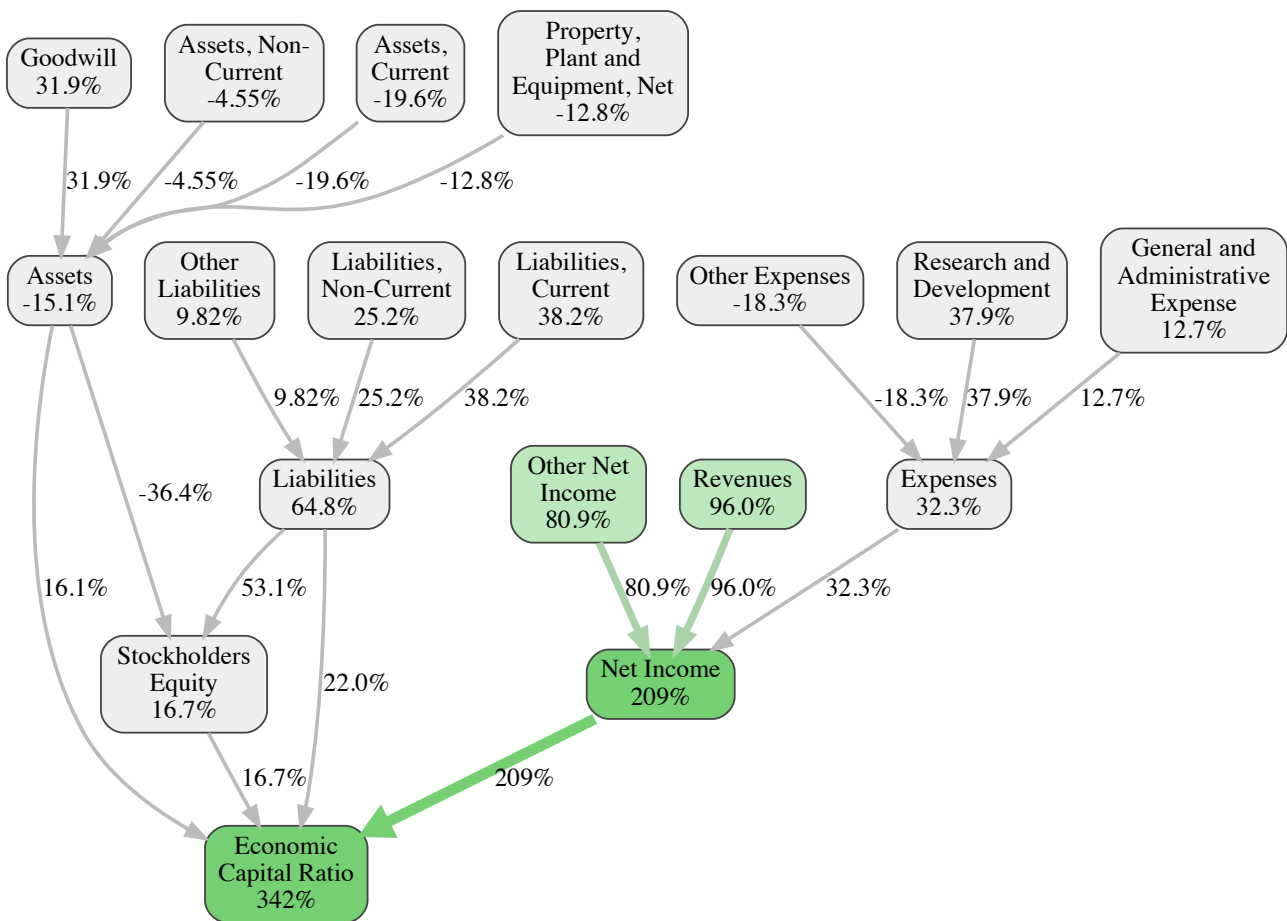 Goodwill
31.9%
Assets, Non-
Current
-4.55%
Assets,
Current
-19.6%
Property,
Plant and
Equipment, Net
-12.8%
31.9%
-4.55%
-19.6%
-12.8%
Assets
-15.1%
Other
Liabilities
9.82%
Liabilities,
Non-Current
25.2%
Liabilities,
Current
38.2%
Other Expenses
-18.3%
Research and
Development
37.9%
General and
Administrative
Expense
12.7%
9.82%
25.2%
38.2%
-18.3%
37.9%
12.7%
-36.4%
Liabilities
64.8%
Other Net
Income
80.9%
Revenues
96.0%
Expenses
32.3%
16.1%
53.1%
80.9%
96.0%
32.3%
Stockholders
Equity
16.7%
22.0%
Net Income
209%
16.7%
209%
Economic
Capital Ratio
342%